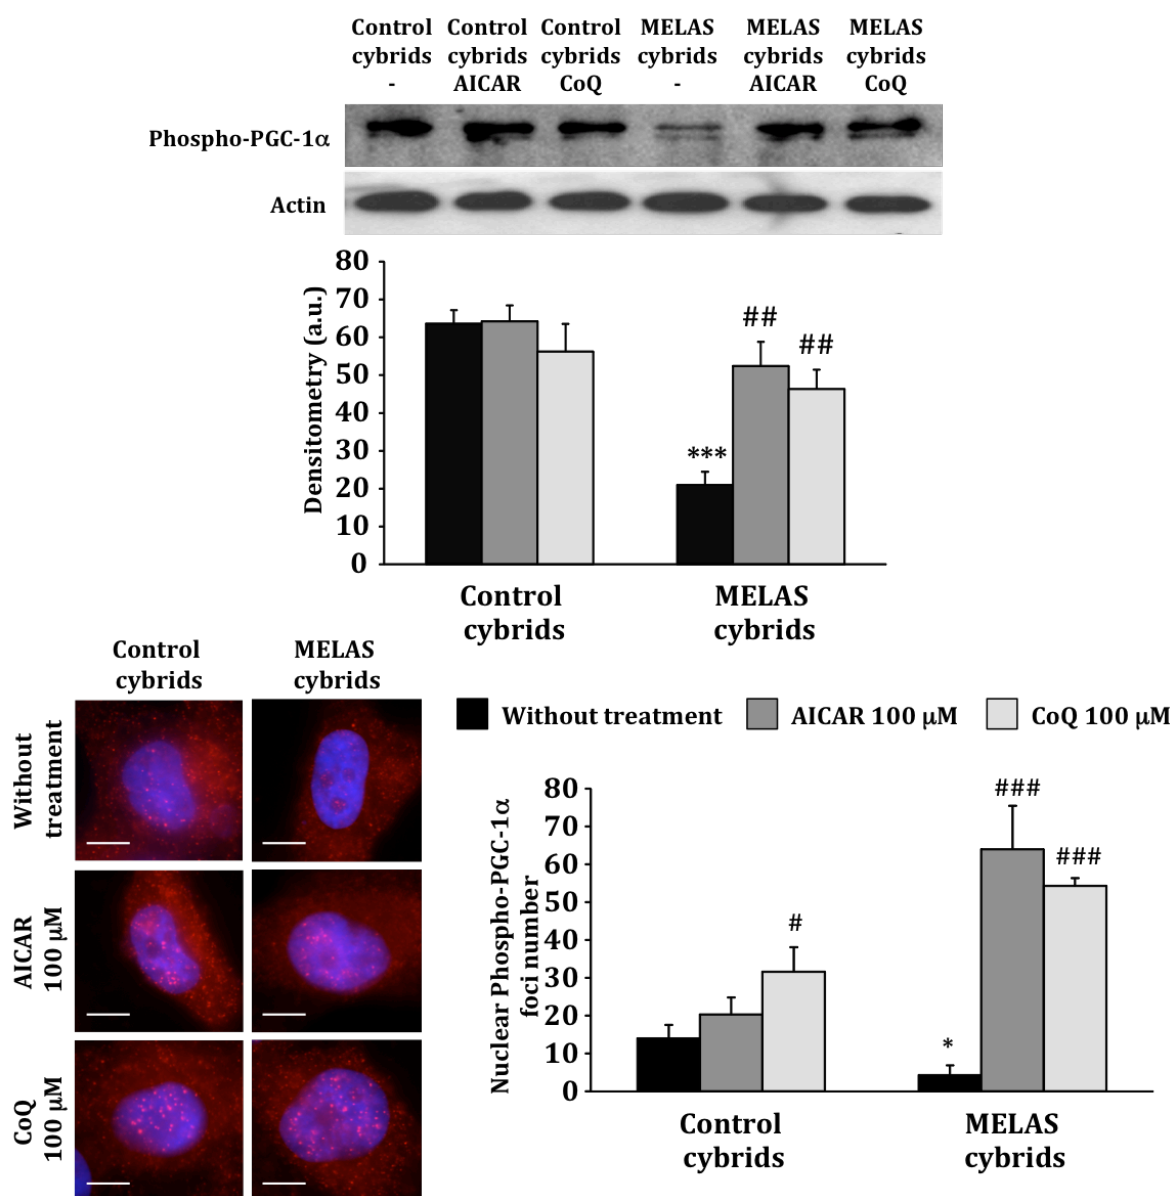 Control Control Control MELAS MELAS MELAS
cybrids cybrids cybrids cybrids cybrids cybrids
- AICAR CoQ - AICAR CoQ
Phospho-PGC-1α
Actin
Densitometry (a.u.)
80
70
60
50
40
30
20
10
0
***
##
##
Control
cybrids
MELAS
cybrids
Control
cybrids
MELAS
cybrids
Without
treatment
AICAR
100 μM
CoQ
100 μM
Without treatment AICAR 100 μM CoQ 100 μM
Nuclear Phospho-PGC-1α
foci number
80
70
60
50
40
30
20
10
0
#
*
###
###
Control
cybrids
MELAS
cybrids